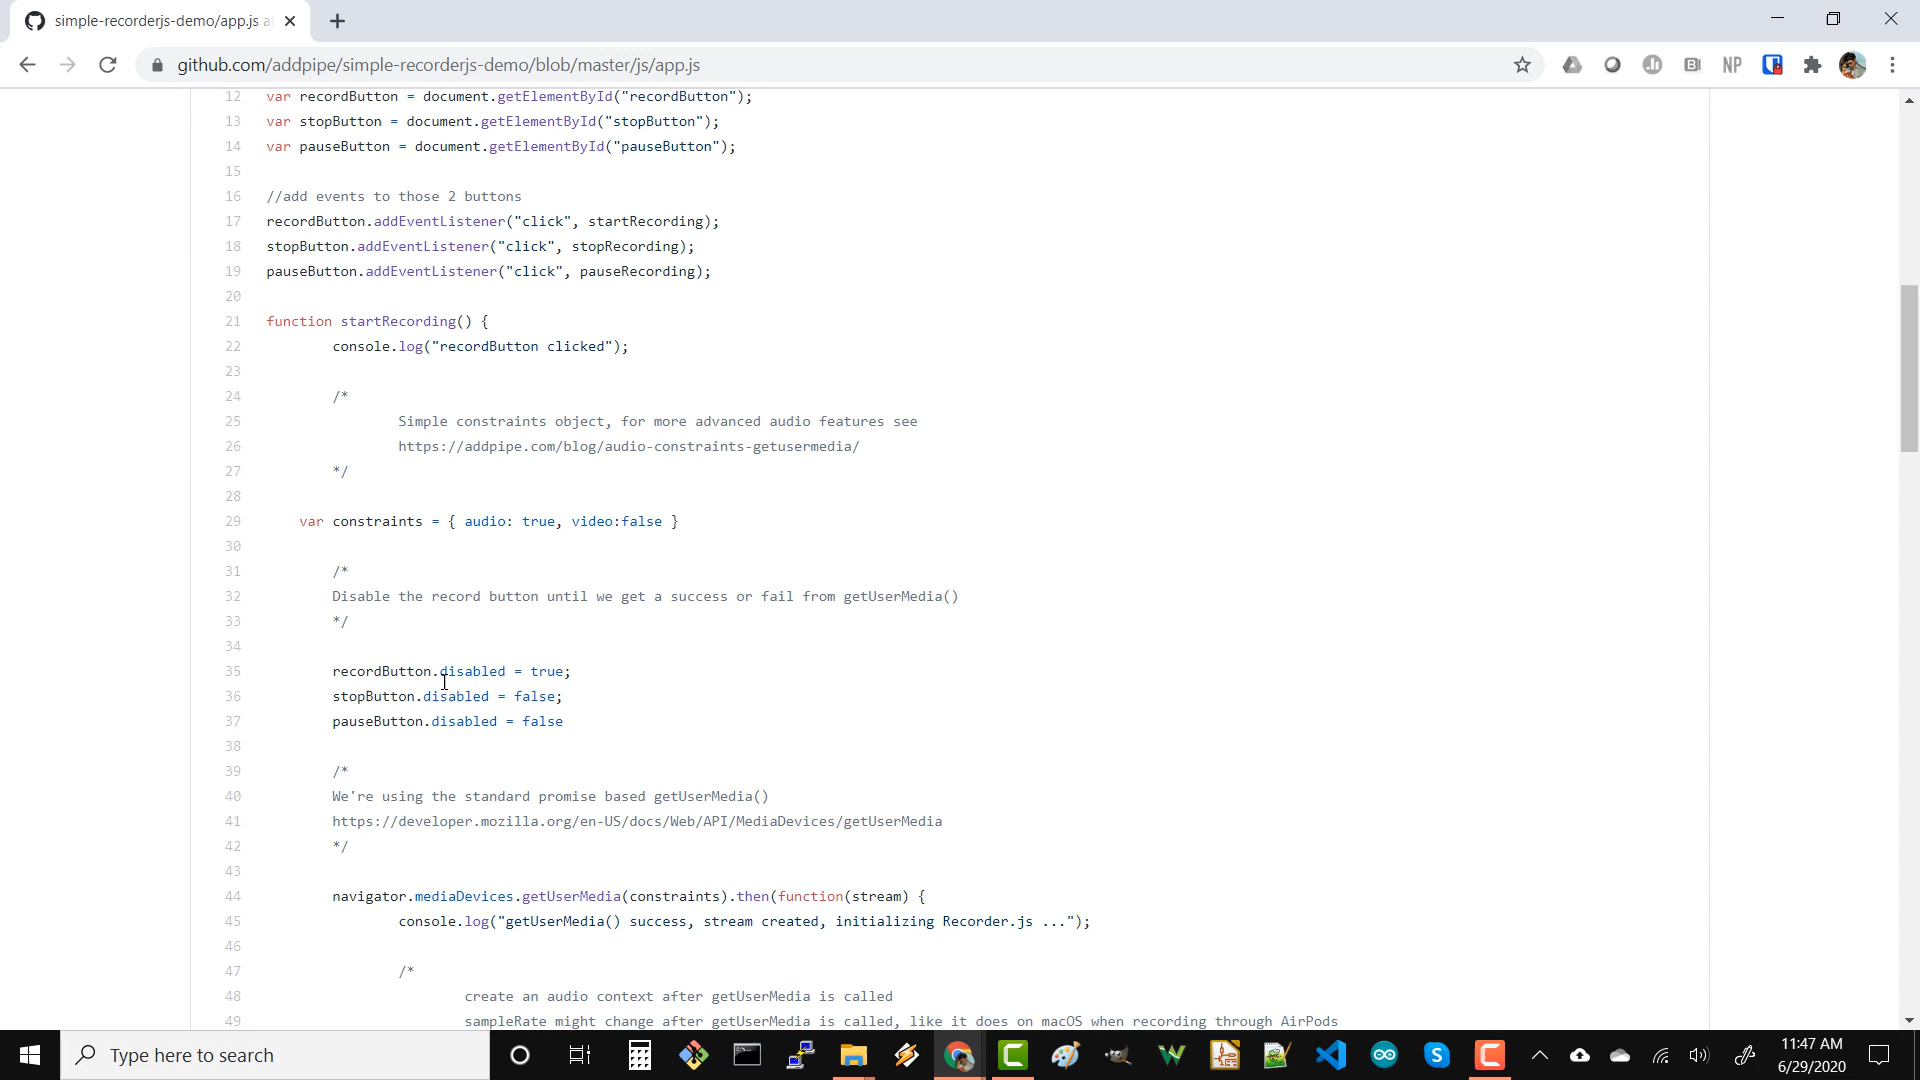 simple-recorderjs-demo/app.js a
github.com/addpipe/simple-recorderjs-demo/blob/master/js/app.js
NP
12 var recordButton = document.getElementById("recordButton");
13 var stopButton = document.getElementById("stopButton");
14 var pauseButton = document.getElementById("pauseButton");
15
16 //add events to those 2 buttons
17 recordButton.addEventListener("click", startRecording);
18 stopButton.addEventListener("click", stopRecording);
19 pauseButton.addEventListener("click", pauseRecording);
20
21 function startRecording() {
22 console.log("recordButton clicked");
23
24 /*
25 Simple constraints object, for more advanced audio features see
26 https://addpipe.com/blog/audio-constraints-getusermedia/
27 */
28
29 var constraints = { audio: true, video:false }
30
31 /*
32 Disable the record button until we get a success or fail from getUserMedia()
33 */
34
35 recordButton.disabled = true;
36 stopButton.disabled = false;
37 pauseButton.disabled = false
38
39 /*
40 We're using the standard promise based getUserMedia()
41 https://developer.mozilla.org/en-US/docs/Web/API/MediaDevices/getUserMedia
42 */
43
44 navigator.mediaDevices.getUserMedia(constraints).then(function(stream) {
45 console.log("getUserMedia() success, stream created, initializing Recorder.js ...");
46
47 /*
48 create an audio context after getUserMedia is called
49 sampleRate might change after getUserMedia is called, like it does on macOS when recording through AirPods
Type here to search
11:47 AM
6/29/2020